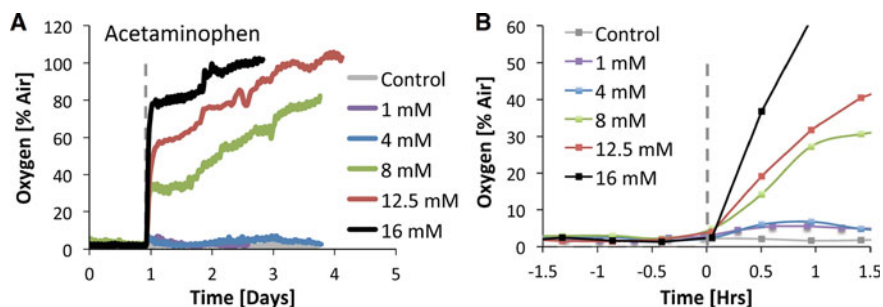 A
Acetaminophen
Oxygen [% Air]
120
100
80
60
40
20
0
0 1 2 3 4 5
Time [Days]
Control
1 mM
4 mM
8 mM
12.5 mM
16 mM
B
Oxygen [% Air]
60
50
40
30
20
10
0
-1.5 -1 -0.5 0 0.5 1 1.5
Time [Hrs]
Control
1 mM
4 mM
8 mM
12.5 mM
16 mM